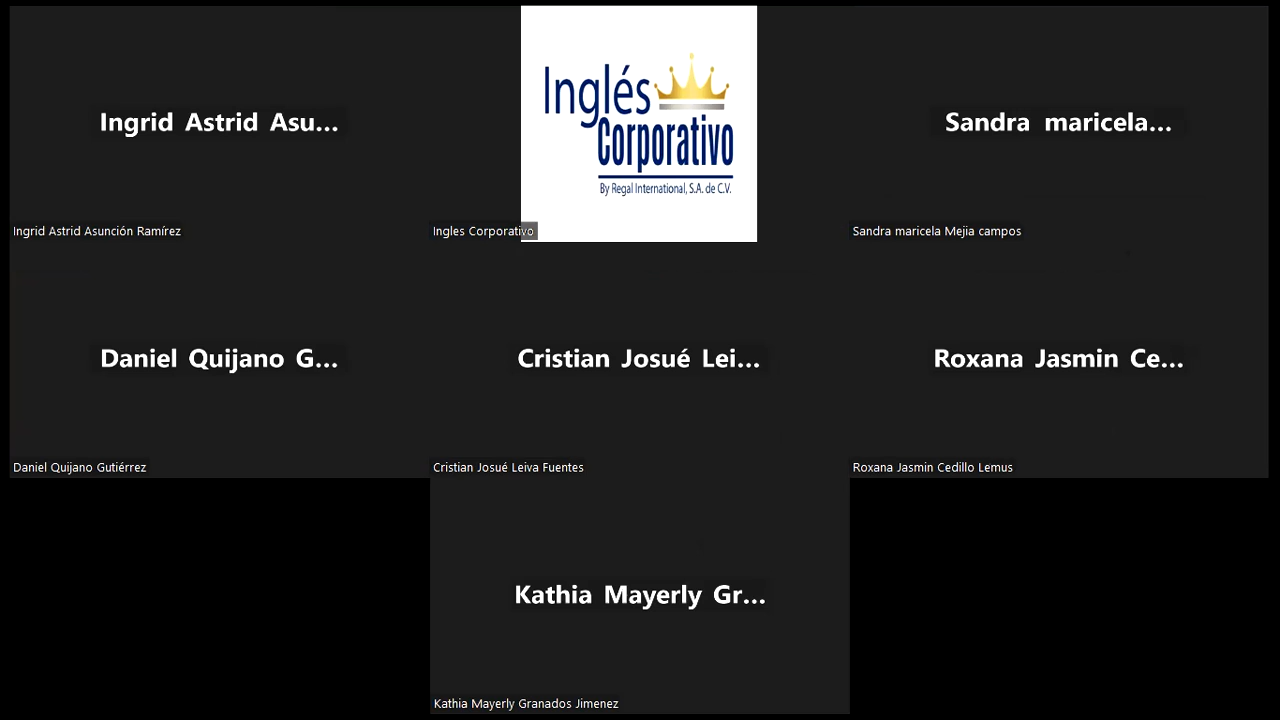 Ingrid Astrid Asu...
Inglés
Corporativo
By Regal International, S.A. de C.V.
Sandra maricela...
Ingrid Astrid Asunción Ramírez
Ingles Corporativo
Sandra maricela Mejia campos
Daniel Quijano G...
Cristian Josué Lei...
Roxana Jasmin Ce...
Daniel Quijano Gutiérrez
Cristian Josué Leiva Fuentes
Roxana Jasmin Cedillo Lemus
Kathia Mayerly Gr...
Kathia Mayerly Granados Jimenez